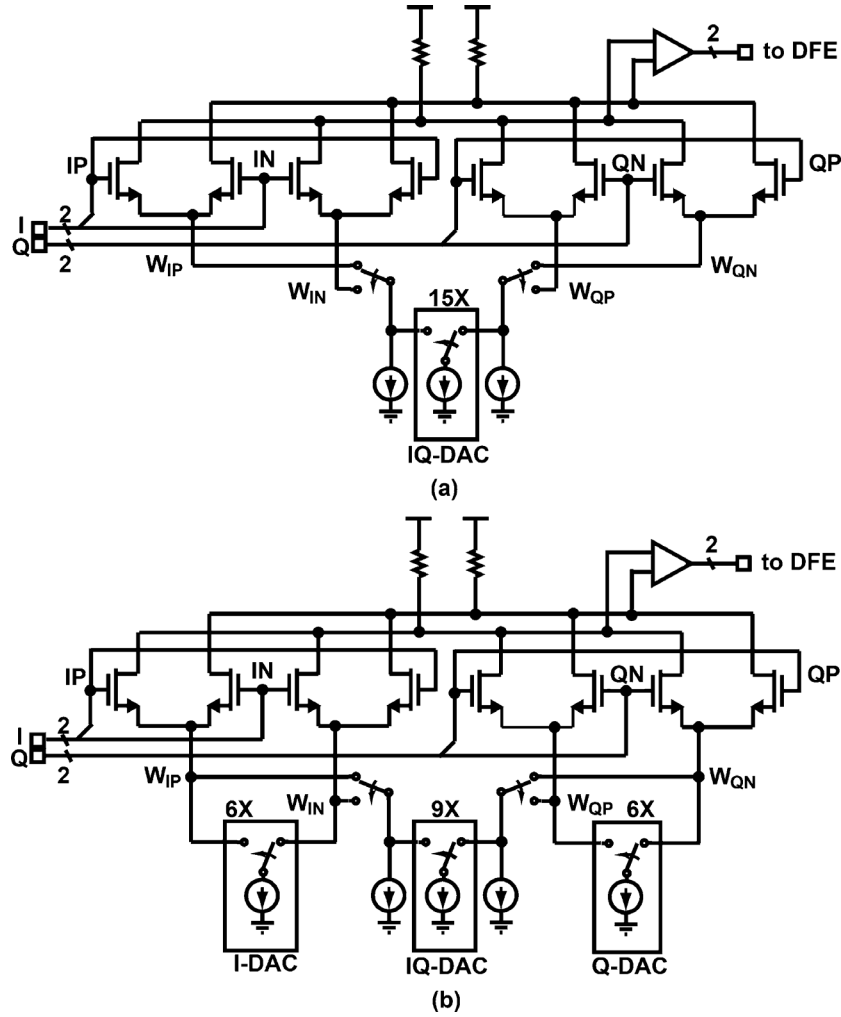 2
to DFE
IP
IN
QN
QP
I
2
Q
2
W_IP
W_IN
15X
W_QP
W_QN
IQ-DAC
(a)
2
to DFE
IP
IN
QN
QP
I
2
Q
2
W_IP
W_IN
W_QP
W_QN
6X
9X
6X
I-DAC
IQ-DAC
Q-DAC
(b)